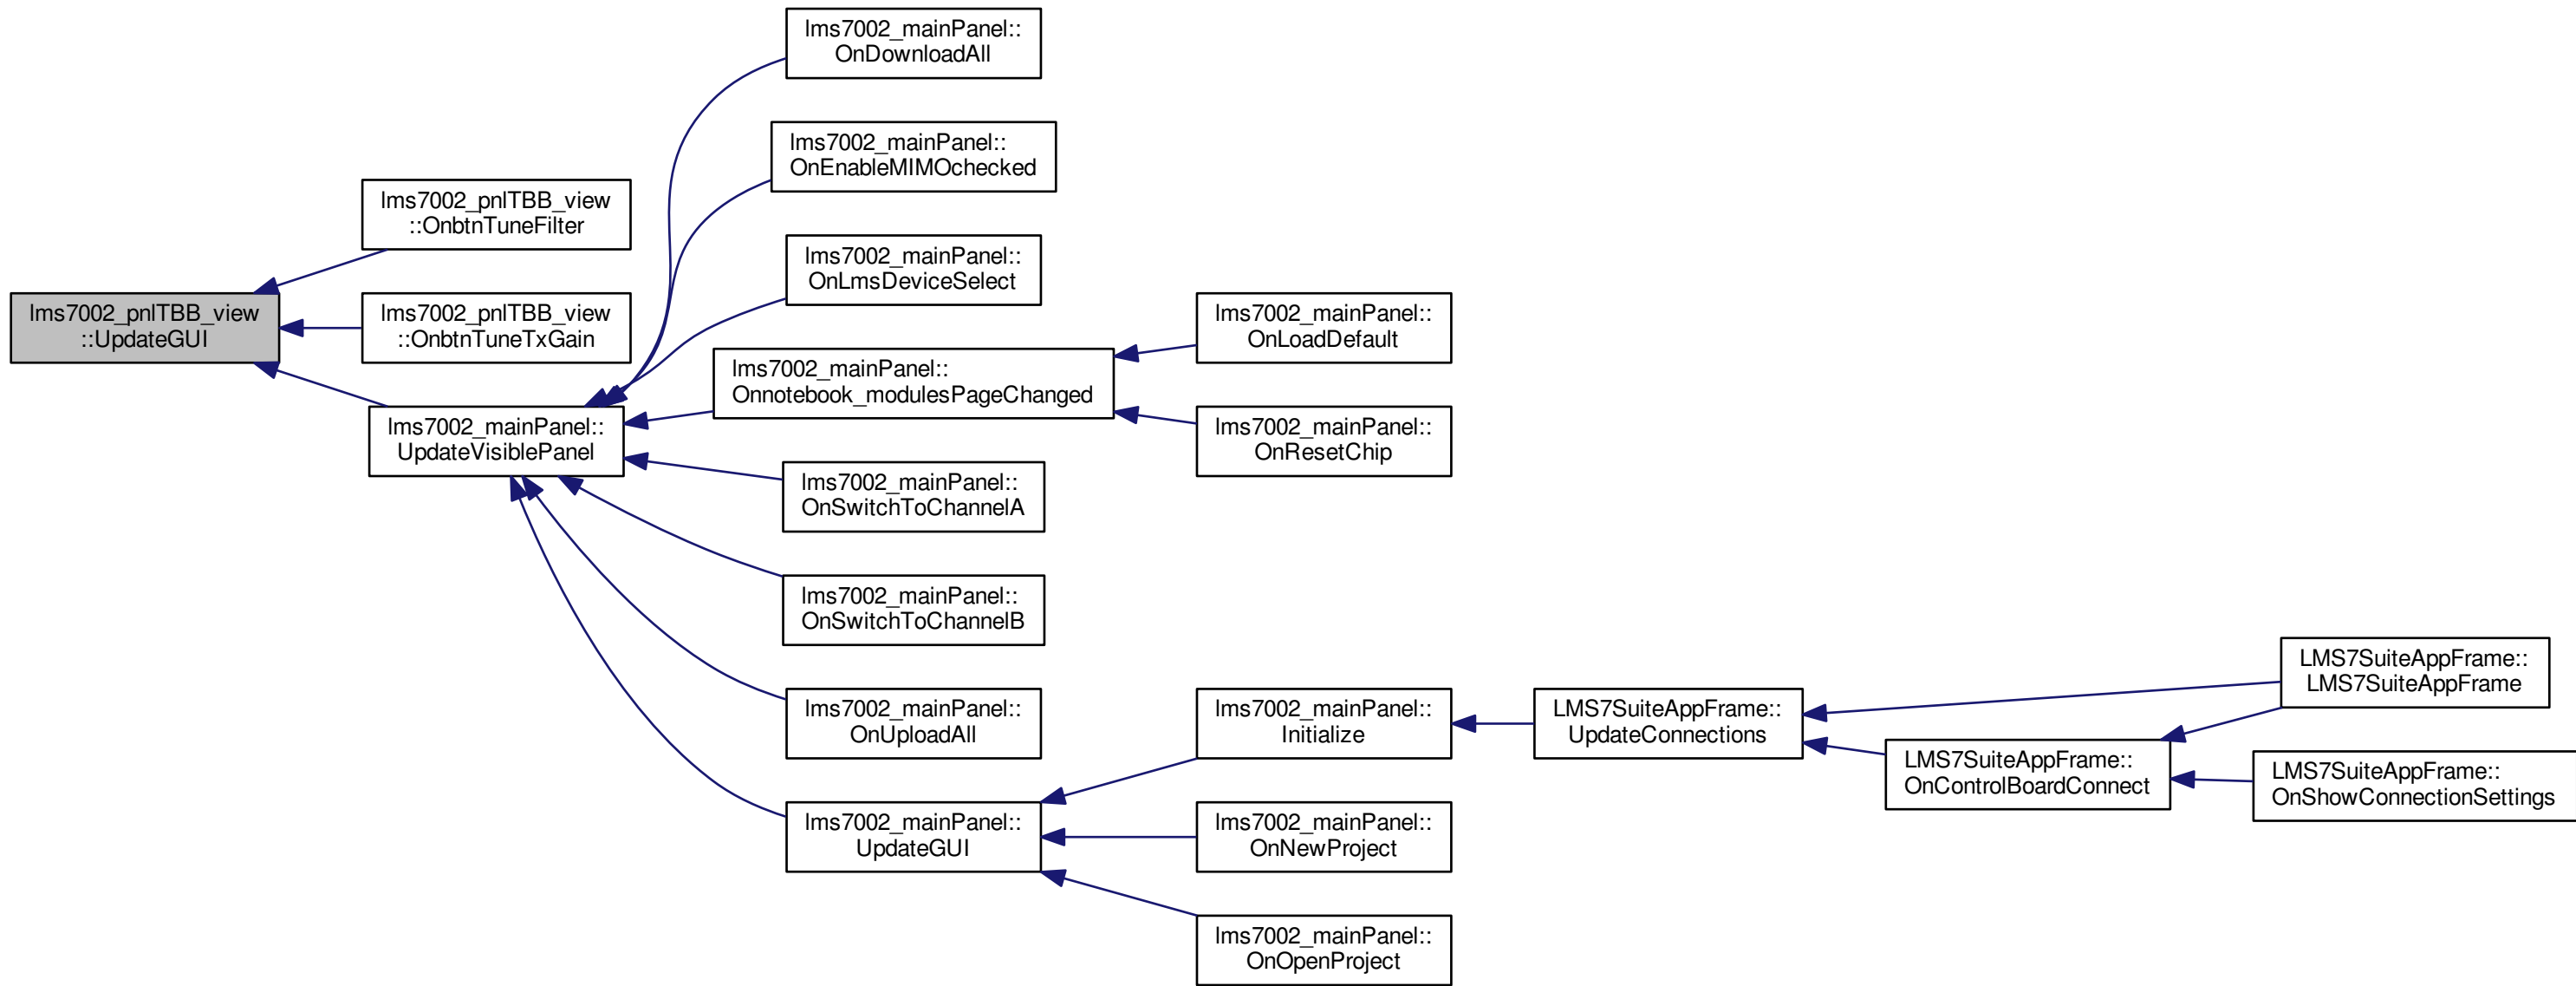 lms7002_pnlTBB_view
::UpdateGUI
lms7002_pnlTBB_view
::OnbtnTuneFilter
lms7002_pnlTBB_view
::OnbtnTuneTxGain
lms7002_mainPanel::
UpdateVisiblePanel
lms7002_mainPanel::
OnDownloadAll
lms7002_mainPanel::
OnEnableMIMOchecked
lms7002_mainPanel::
OnLmsDeviceSelect
lms7002_mainPanel::
Onnotebook_modulesPageChanged
lms7002_mainPanel::
OnSwitchToChannelA
lms7002_mainPanel::
OnSwitchToChannelB
lms7002_mainPanel::
OnUploadAll
lms7002_mainPanel::
UpdateGUI
lms7002_mainPanel::
OnLoadDefault
lms7002_mainPanel::
OnResetChip
lms7002_mainPanel::
Initialize
lms7002_mainPanel::
OnNewProject
lms7002_mainPanel::
OnOpenProject
LMS7SuiteAppFrame::
UpdateConnections
LMS7SuiteAppFrame::
OnControlBoardConnect
LMS7SuiteAppFrame::
LMS7SuiteAppFrame
LMS7SuiteAppFrame::
OnShowConnectionSettings